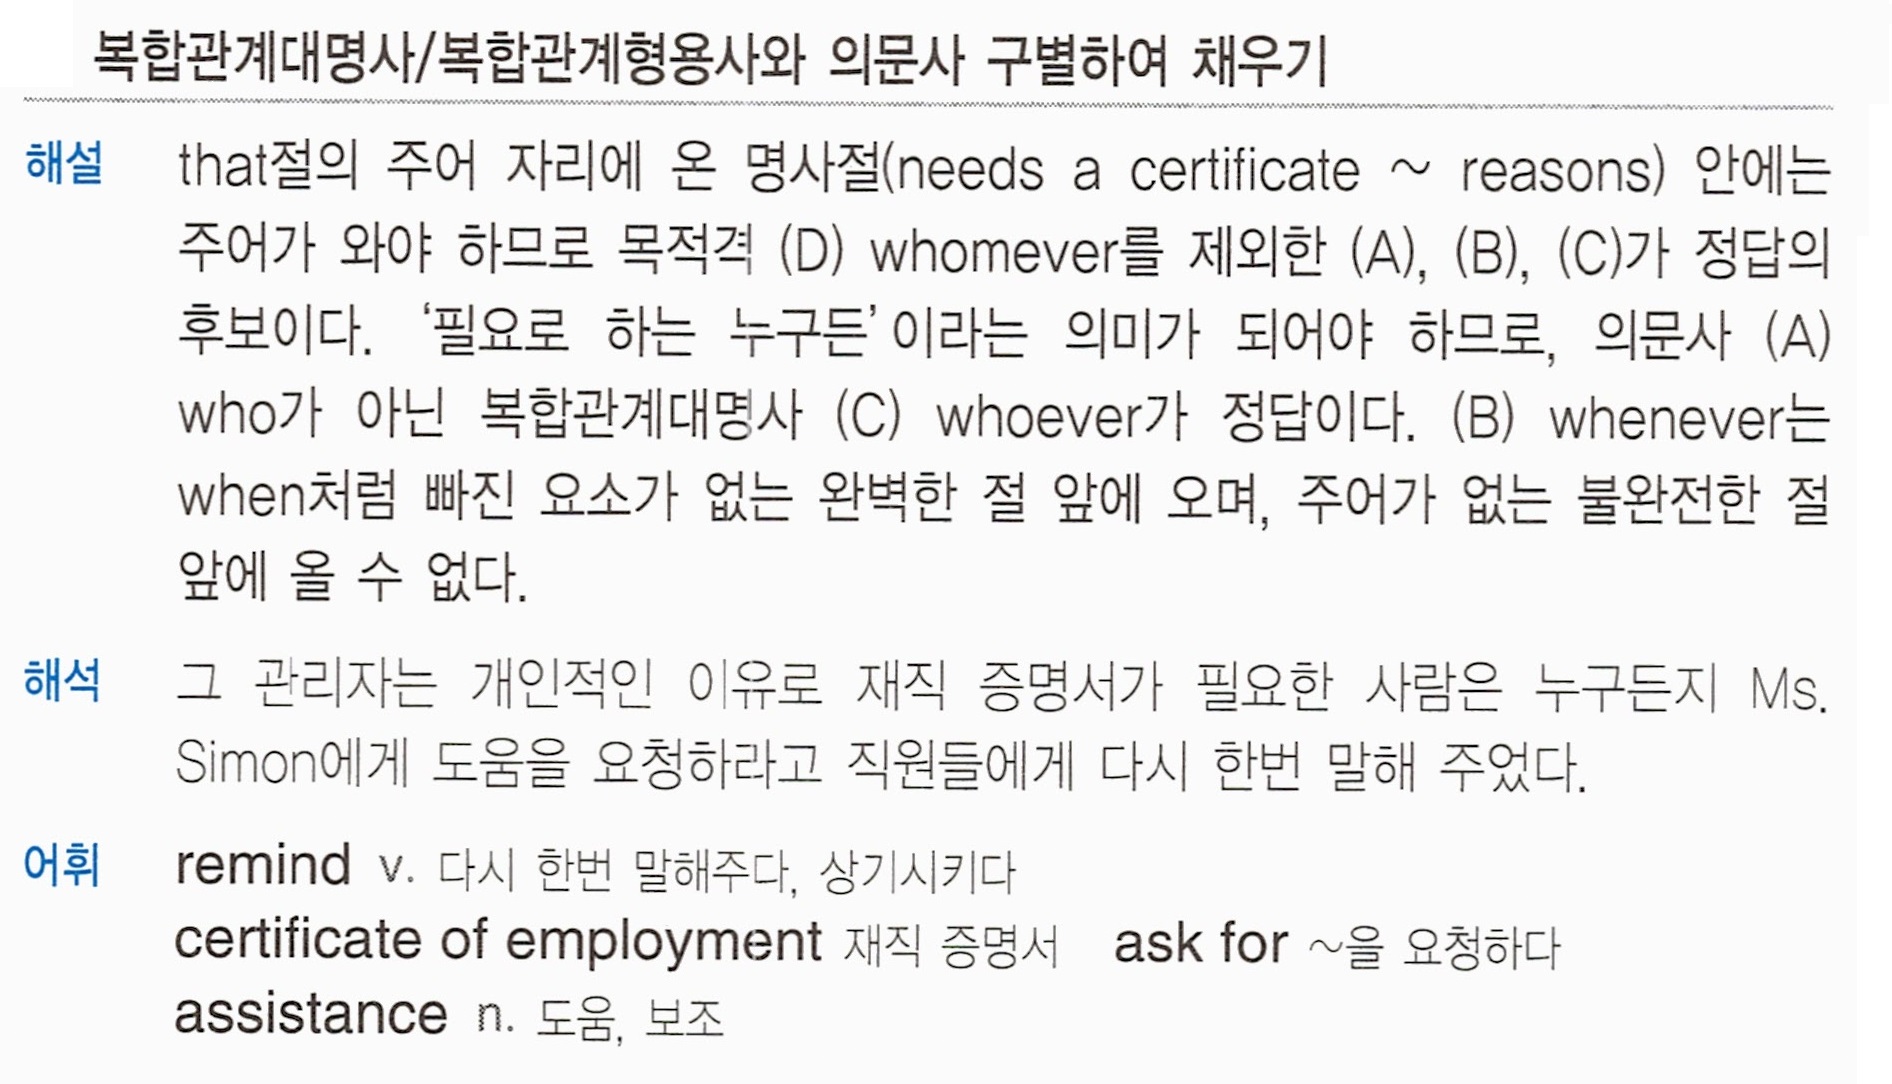 복합관계대명사/복합관계형용사와 의문사 구별하여 채우기
해설 that절의 주어 자리에 온 명사절(needs a certificate ~ reasons) 안에는
주어가 와야 하므로 목적격 (D) whomever를 제외한 (A), (B), (C)가 정답의
후보이다. ‘필요로 하는 누구든’이라는 의미가 되어야 하므로, 의문사 (A)
who가 아닌 복합관계대명사 (C) whoever가 정답이다. (B) whenever는
when처럼 빠진 요소가 없는 완벽한 절 앞에 오며, 주어가 없는 불완전한 절
앞에 올 수 없다.
해석 그 관리자는 개인적인 이유로 재직 증명서가 필요한 사람은 누구든지 Ms.
Simon에게 도움을 요청하라고 직원들에게 다시 한번 말해 주었다.
어휘 remind v. 다시 한번 말해주다, 상기시키다
certificate of employment 재직 증명서 ask for ~을 요청하다
assistance n. 도움, 보조